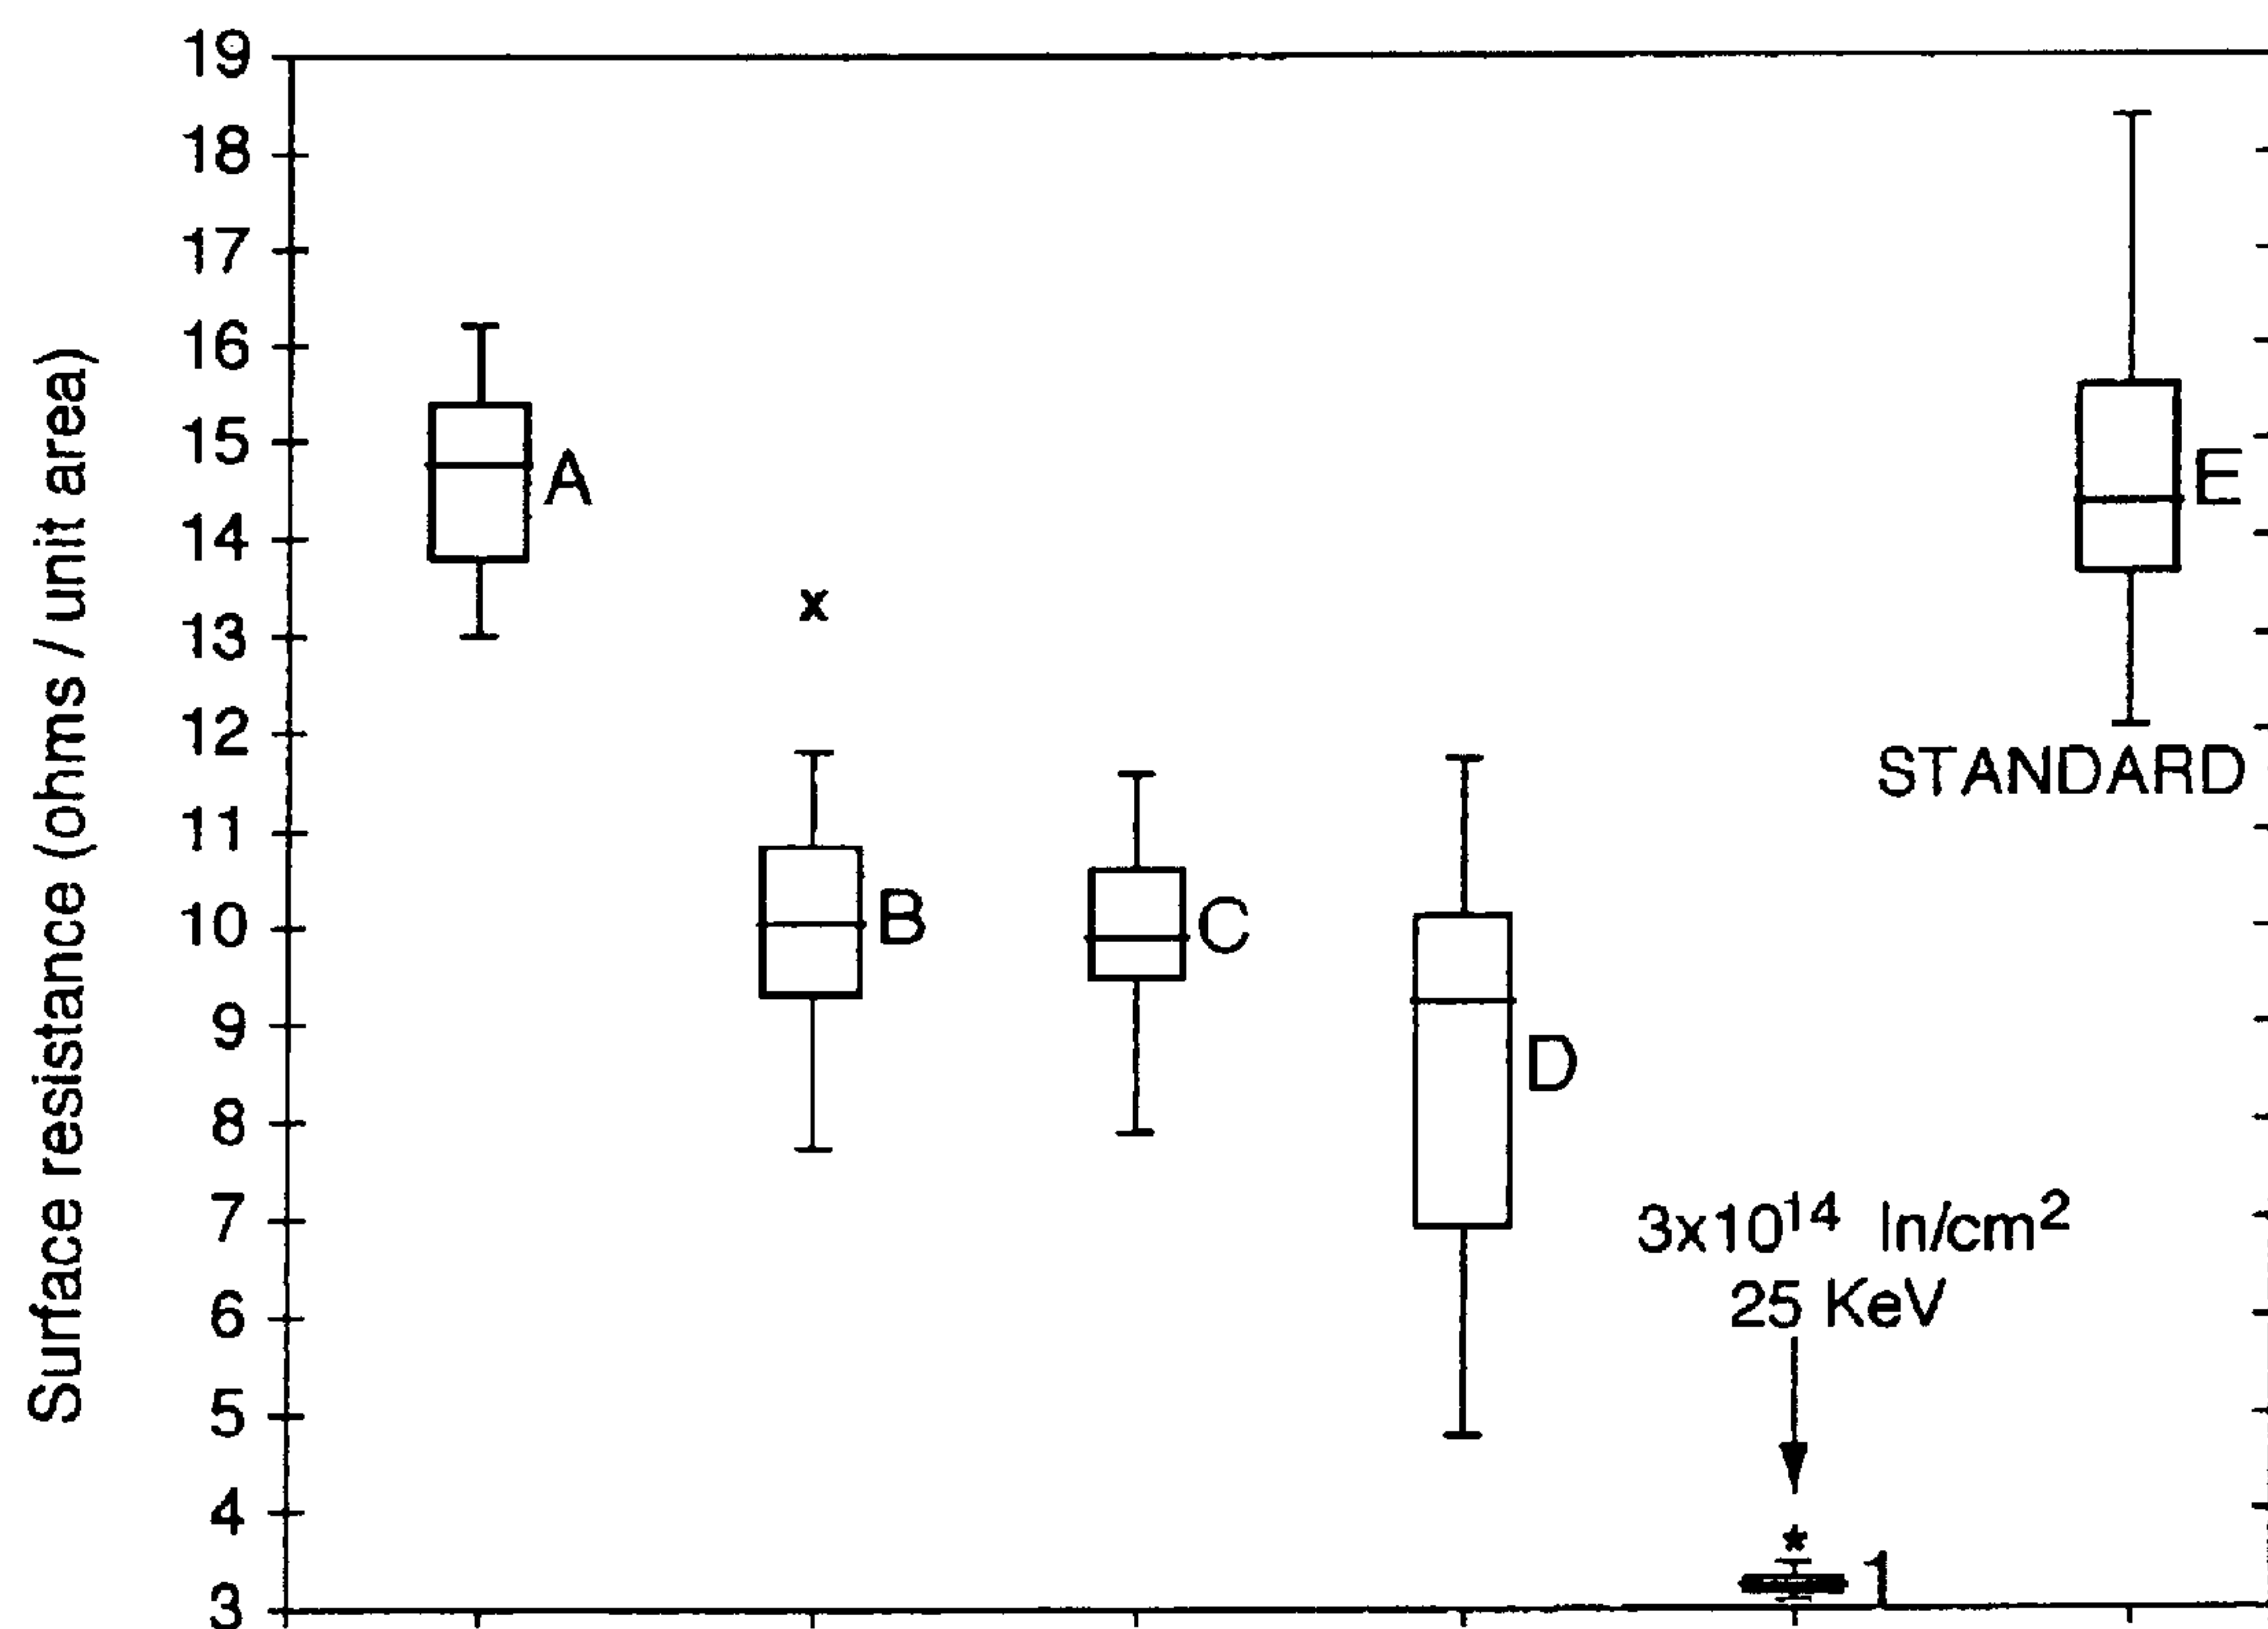 Surface resistance (ohms / unit area)
19
18
17
16
15
14
13
12
11
10
9
8
7
6
5
4
3
A
x
B
C
D
3x10¹⁴ In/cm²
25 KeV
*
1
E
STANDARD